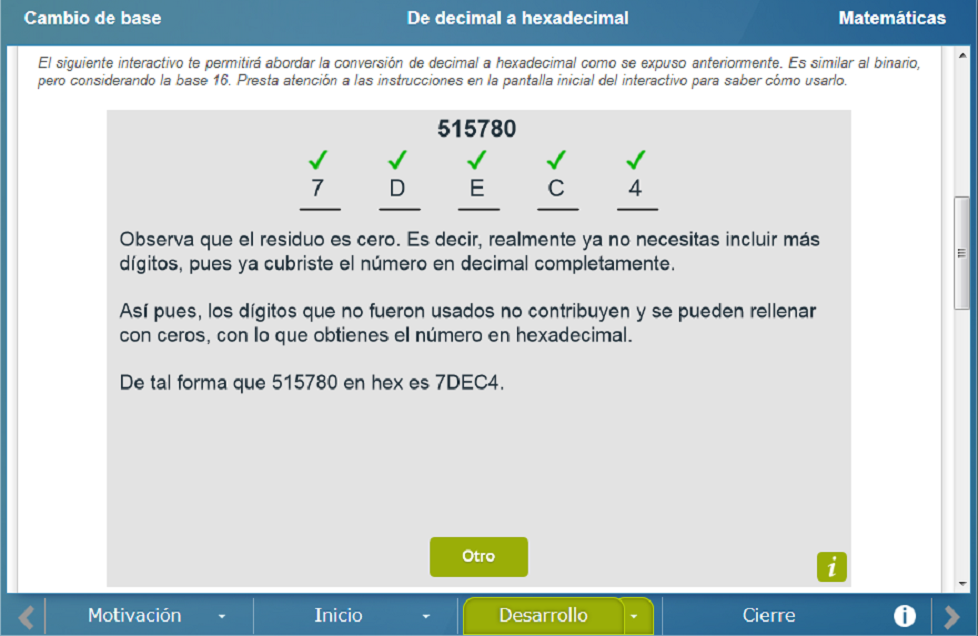 Cambio de base
De decimal a hexadecimal
Matemáticas
El siguiente interactivo te permitirá abordar la conversión de decimal a hexadecimal como se expuso anteriormente. Es similar al binario,
pero considerando la base 16. Presta atención a las instrucciones en la pantalla inicial del interactivo para saber cómo usarlo.
515780
7 D E C 4
Observa que el residuo es cero. Es decir, realmente ya no necesitas incluir más
dígitos, pues ya cubriste el número en decimal completamente.
Así pues, los dígitos que no fueron usados no contribuyen y se pueden rellenar
con ceros, con lo que obtienes el número en hexadecimal.
De tal forma que 515780 en hex es 7DEC4.
Otro
i
Motivación
Inicio
Desarrollo
Cierre
i